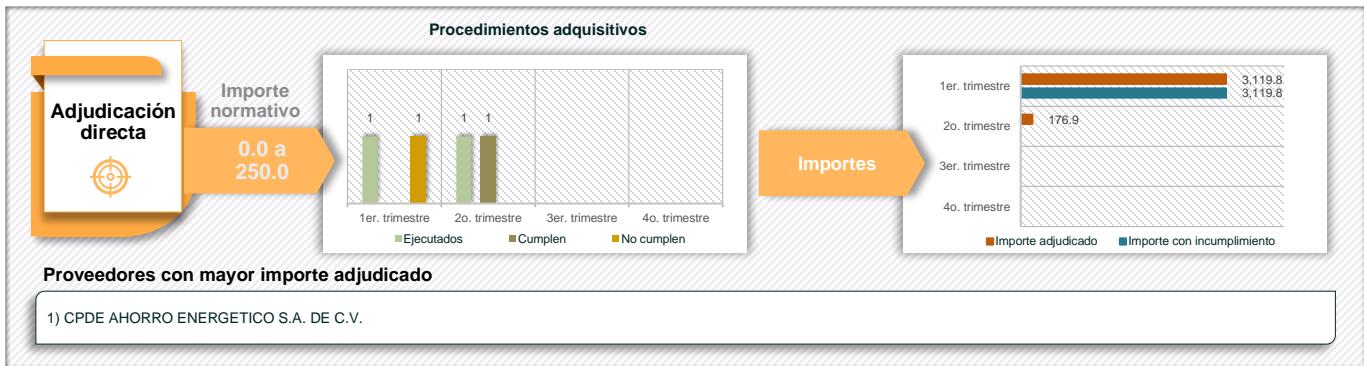 Procedimientos adquisitivos
Adjudicación
directa
Importe
normativo
0.0 a
250.0
1
1
1
1
1er. trimestre
2o. trimestre
3er. trimestre
4o. trimestre
Ejecutados
Cumplen
No cumplen
Importes
1er. trimestre
3,119.8
3,119.8
2o. trimestre
176.9
3er. trimestre
4o. trimestre
Importe adjudicado
Importe con incumplimiento
Proveedores con mayor importe adjudicado
1) CPDE AHORRO ENERGETICO S.A. DE C.V.